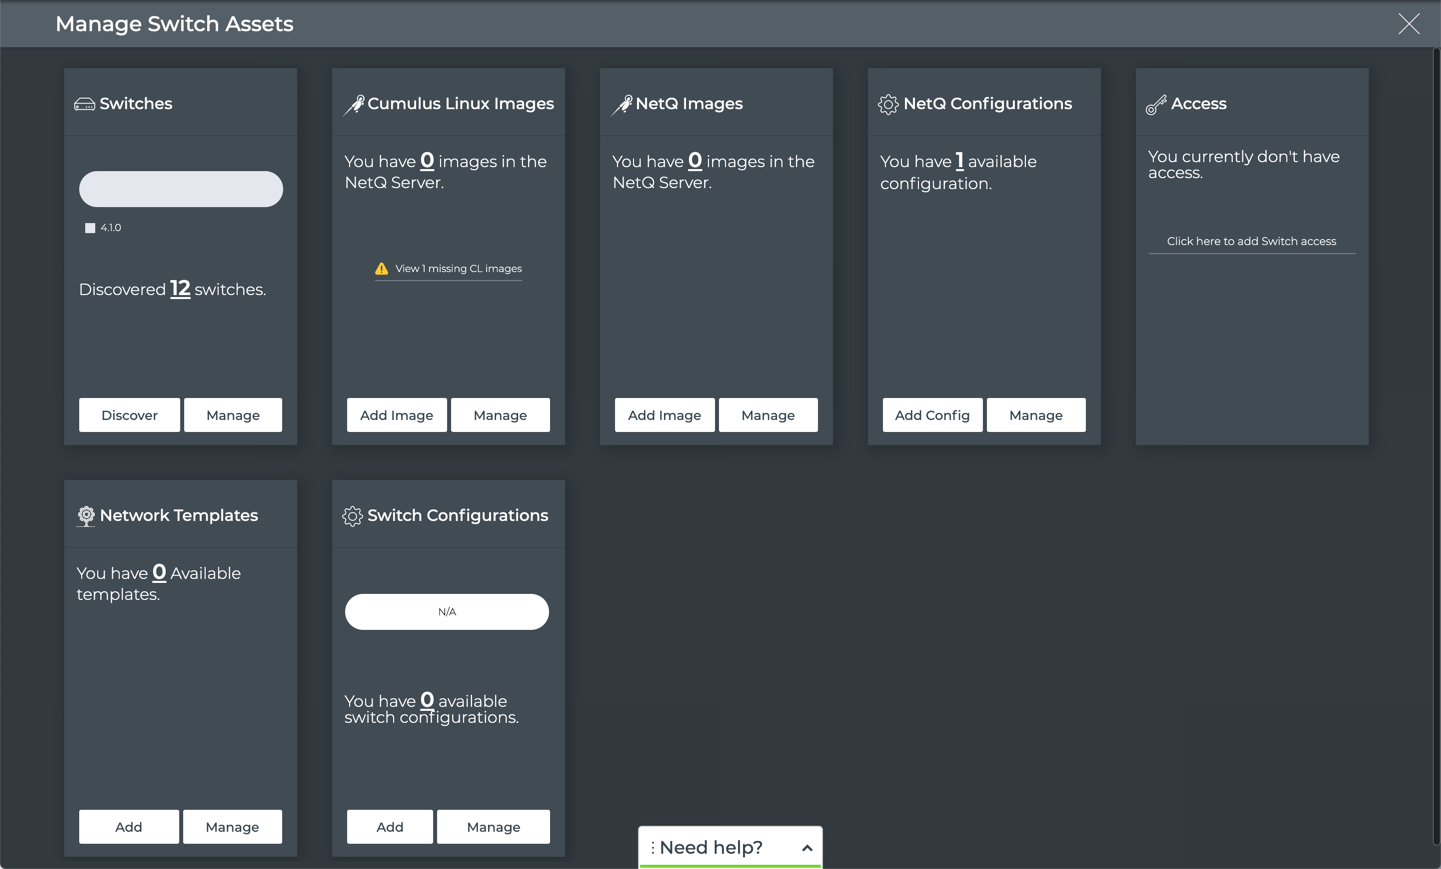 Manage Switch Assets
Switches
4.1.0
Discovered 12 switches.
Discover
Manage
Cumulus Linux Images
You have 0 images in the
NetQ Server.
View 1 missing CL images
Add Image
Manage
NetQ Images
You have 0 images in the
NetQ Server.
Add Image
Manage
NetQ Configurations
You have 1 available
configuration.
Add Config
Manage
Access
You currently don't have
access.
Click here to add Switch access
Network Templates
You have 0 Available
templates.
Add
Manage
Switch Configurations
N/A
You have 0 available
switch configurations.
Add
Manage
Need help?